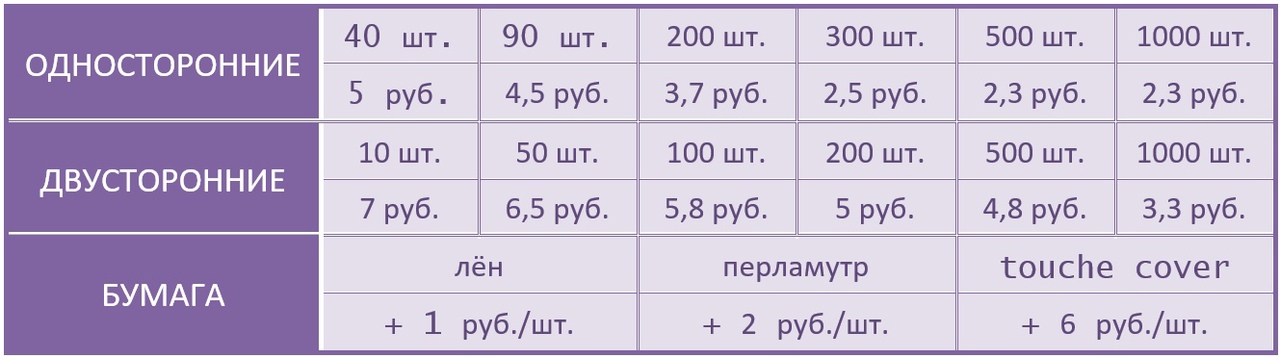 ОДНОСТОРОННИЕ
40 шт. 90 шт. 200 шт. 300 шт. 500 шт. 1000 шт.
5 руб. 4,5 руб. 3,7 руб. 2,5 руб. 2,3 руб. 2,3 руб.
ДВУСТОРОННИЕ
10 шт. 50 шт. 100 шт. 200 шт. 500 шт. 1000 шт.
7 руб. 6,5 руб. 5,8 руб. 5 руб. 4,8 руб. 3,3 руб.
БУМАГА
лён перламутр touche cover
+ 1 руб./шт. + 2 руб./шт. + 6 руб./шт.